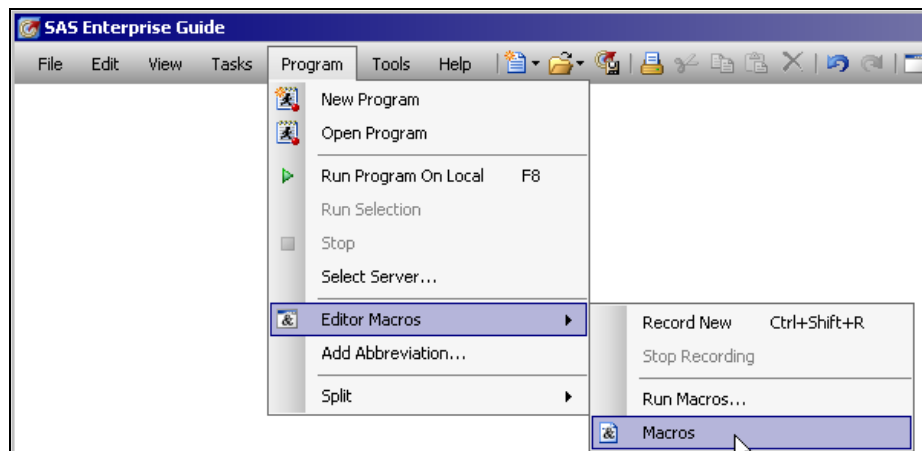 SAS Enterprise Guide
File Edit View Tasks Program Tools Help
New Program
Open Program
Run Program On Local F8
Run Selection
Stop
Select Server...
Editor Macros
Add Abbreviation...
Split
Record New Ctrl+Shift+R
Stop Recording
Run Macros...
Macros